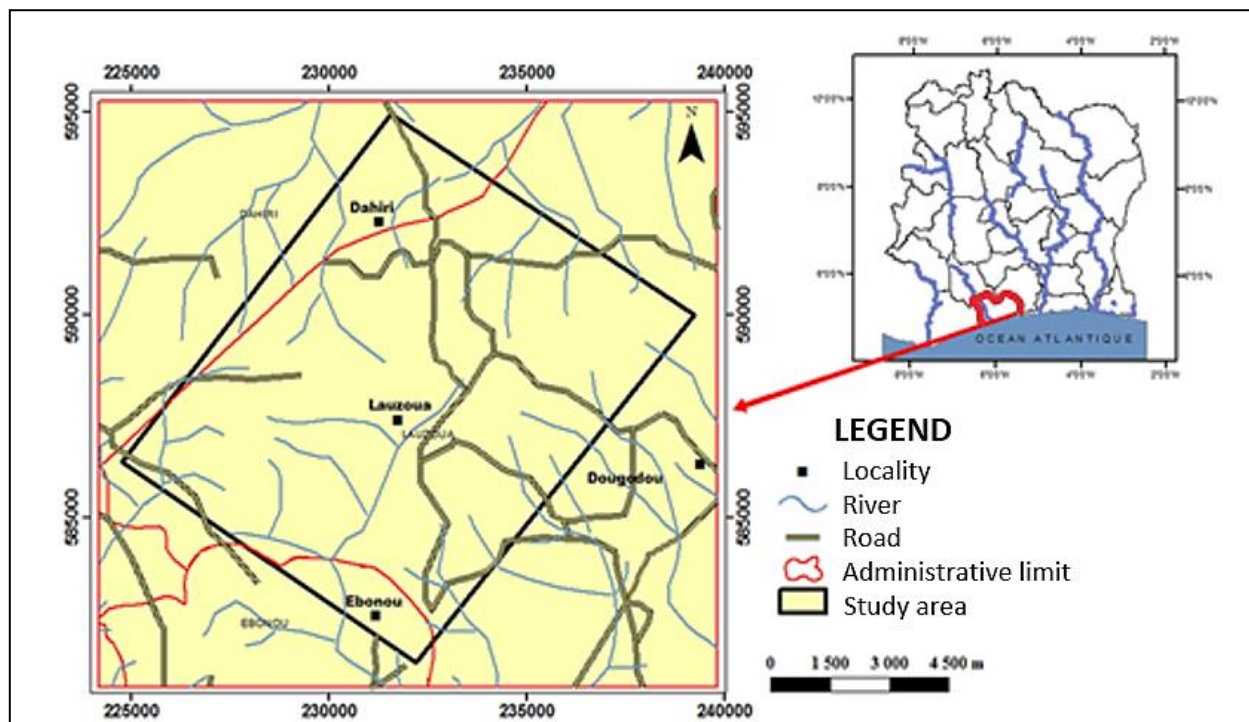 225000 230000 235000 240000
595000 595000
N
Dahiri
DAHIRI
590000 590000
Lauzoua
LAUZOUA
Dougodou
585000 585000
Ebonou
EBONOU
225000 230000 235000 240000
OCEAN ATLANTIQUE
LEGEND
Locality
River
Road
Administrative limit
Study area
0 1 500 3 000 4 500 m